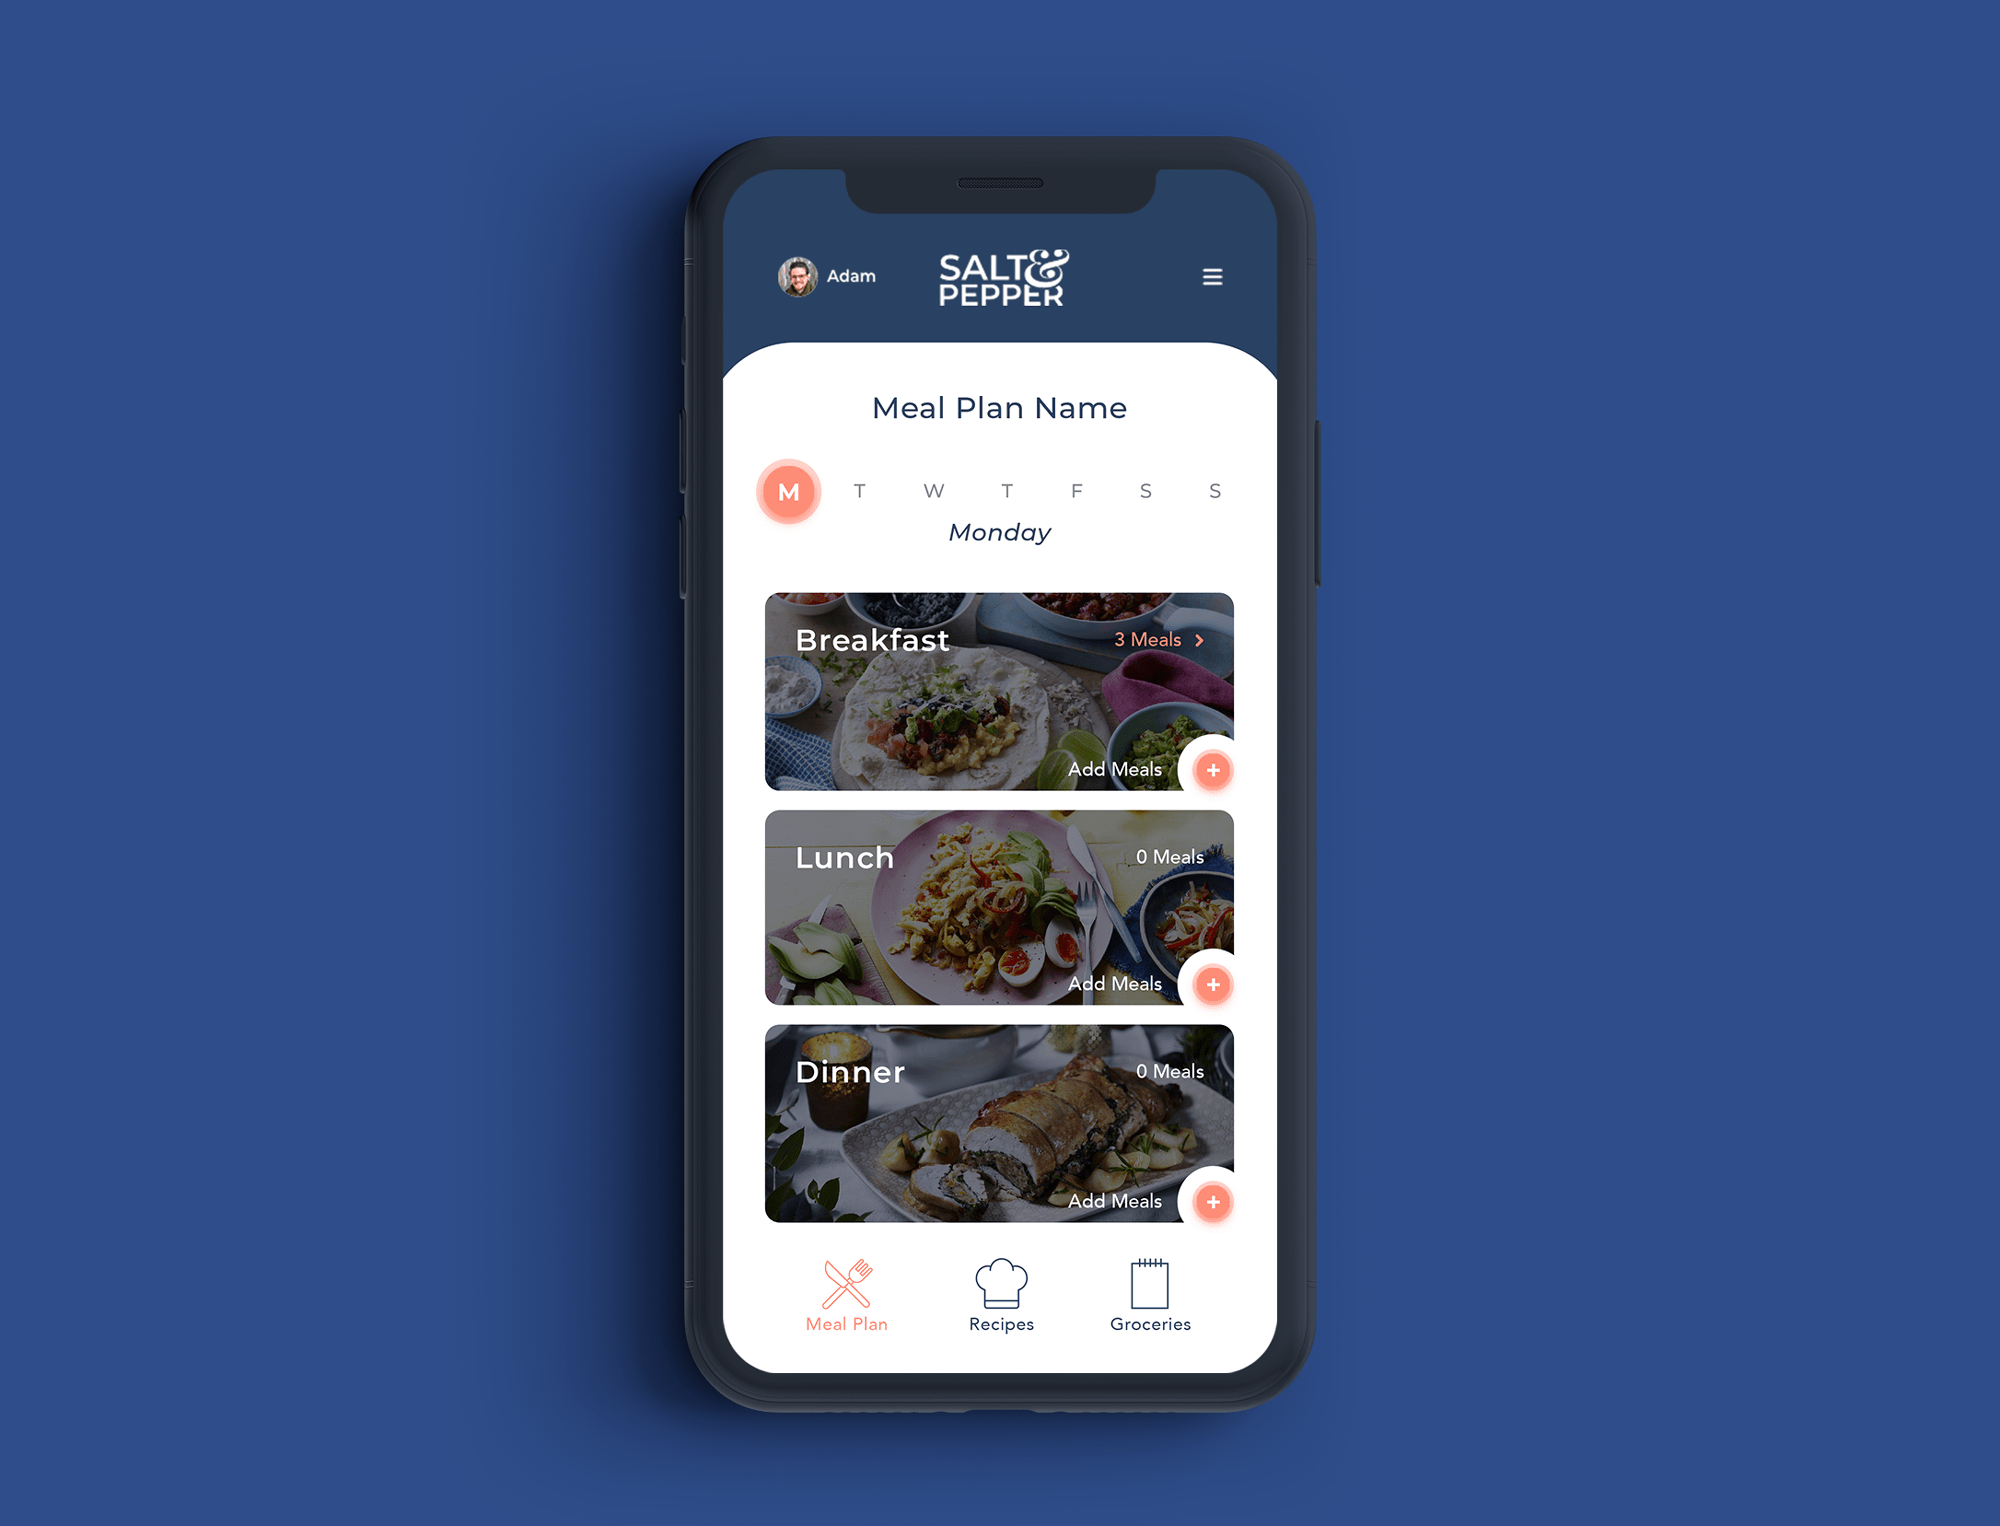 Adam
SALT&
PEPPER
Meal Plan Name
M T W T F S S
Monday
Breakfast
3 Meals
Add Meals
Lunch
0 Meals
Add Meals
Dinner
0 Meals
Add Meals
Meal Plan
Recipes
Groceries